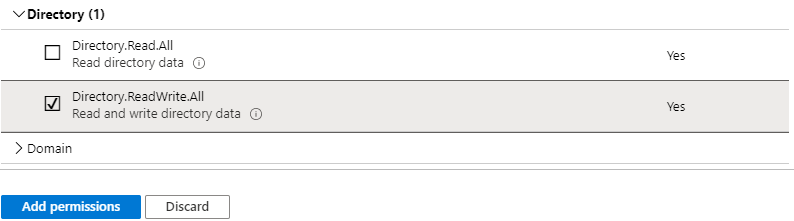 Directory (1)
Directory.Read.All
Read directory data
Yes
Directory.ReadWrite.All
Read and write directory data
Yes
Domain
Add permissions
Discard